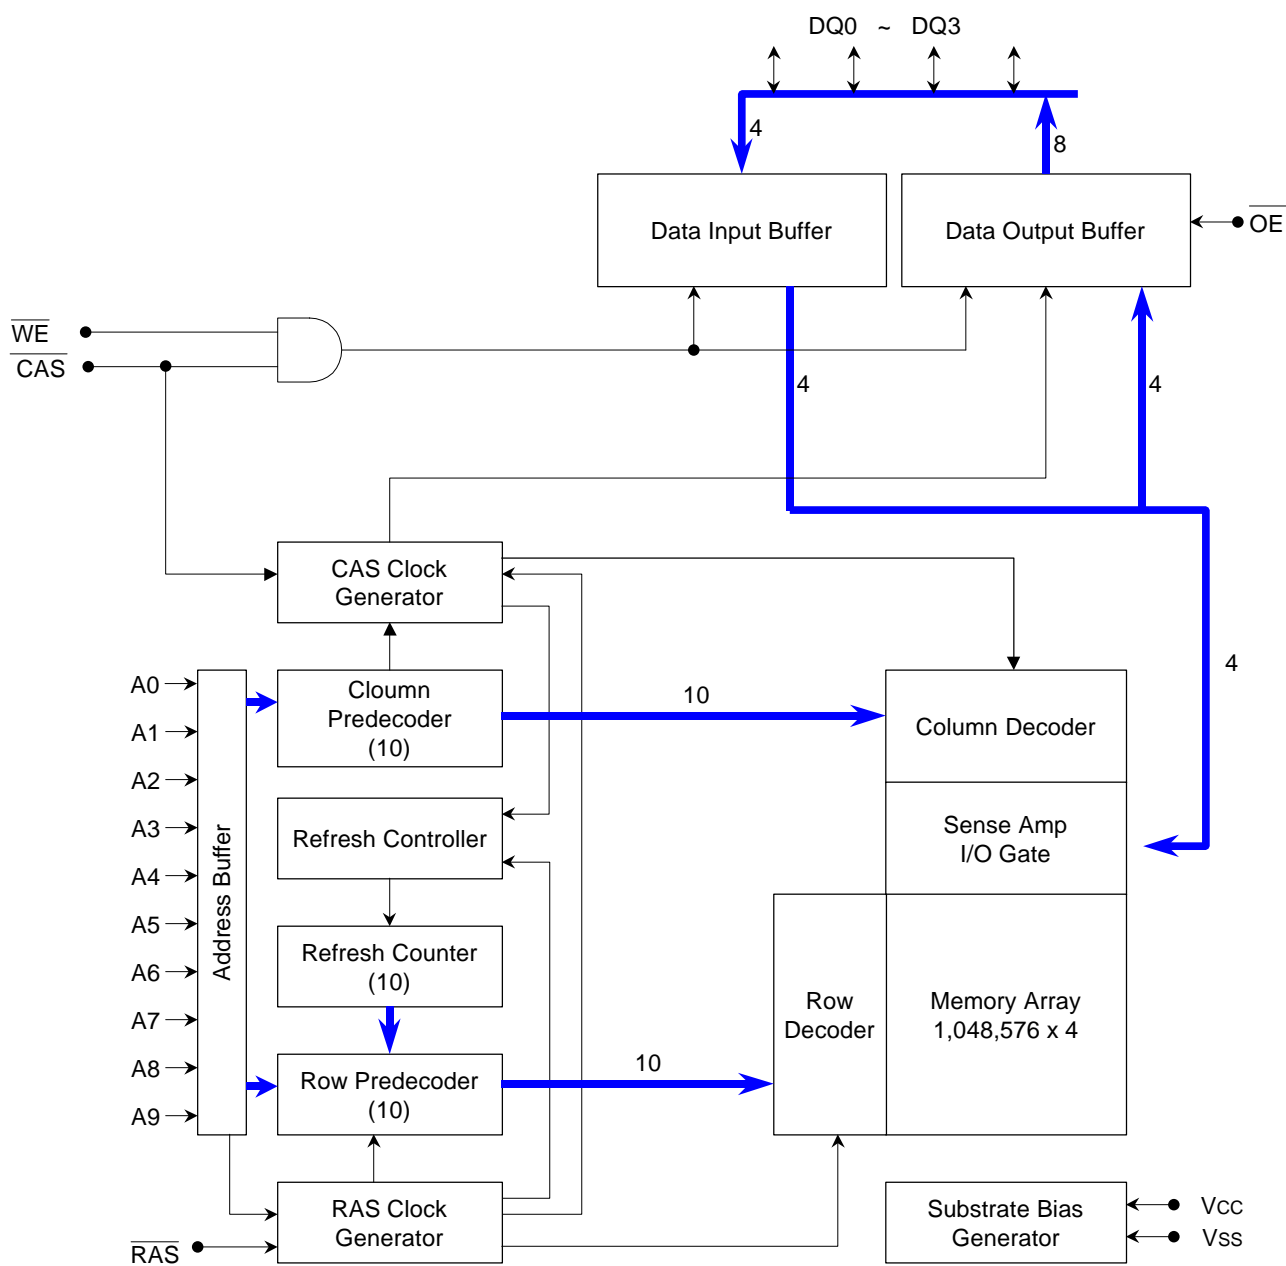 DQ0 ~ DQ3
4
8
Data Input Buffer
Data Output Buffer
OE
WE
CAS
4
4
CAS Clock
Generator
4
A0
A1
A2
A3
A4
A5
A6
A7
A8
A9
Address Buffer
Cloumn
Predecoder
(10)
10
Column Decoder
Refresh Controller
Sense Amp
I/O Gate
Refresh Counter
(10)
Row
Decoder
Memory Array
1,048,576 x 4
Row Predecoder
(10)
10
RAS Clock
Generator
RAS
Substrate Bias
Generator
Vcc
Vss